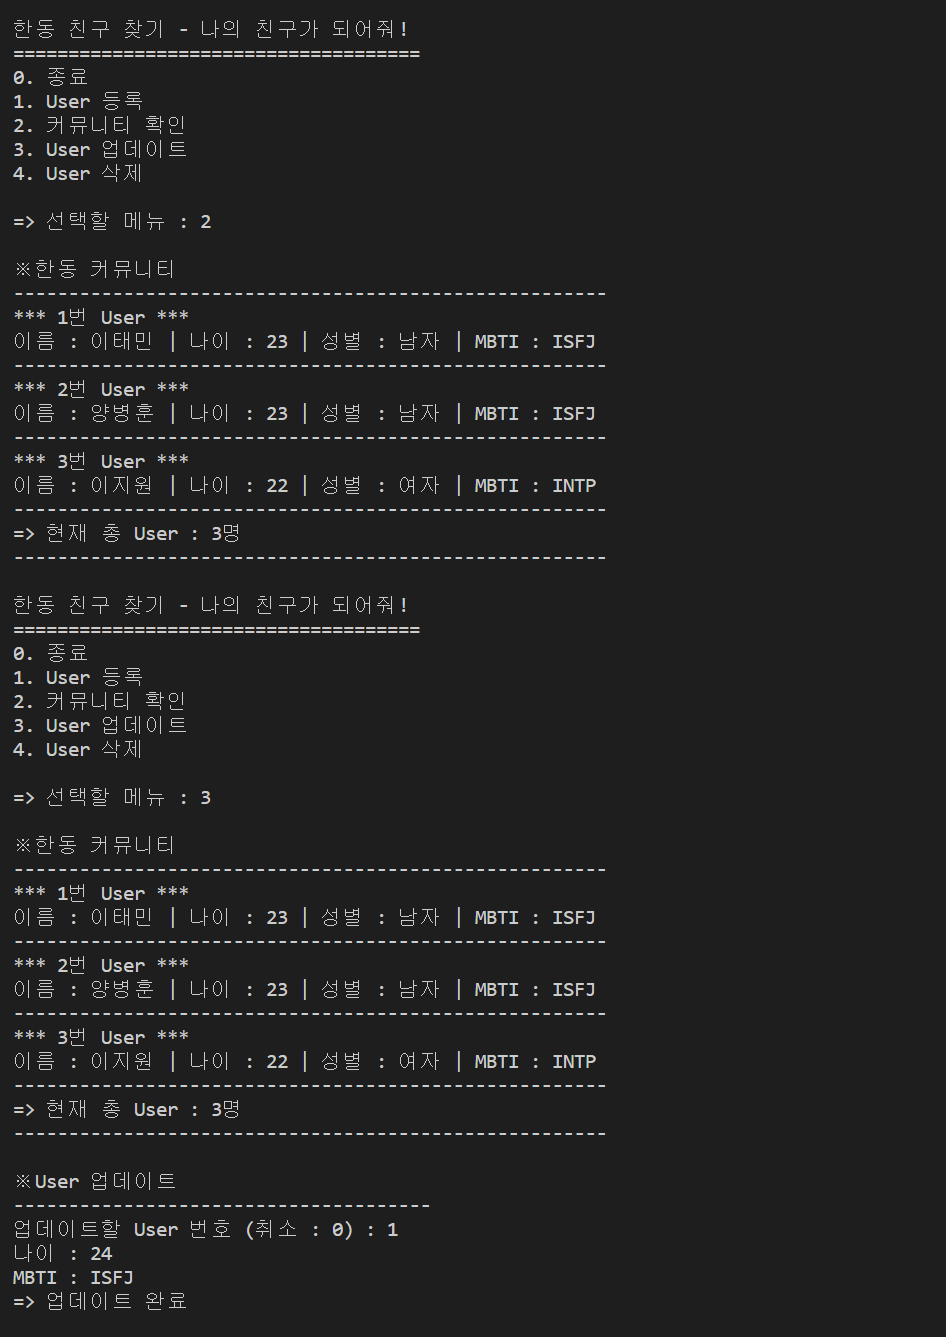 한동 친구 찾기 - 나의 친구가 되어줘!
=====================================
0. 종료
1. User 등록
2. 커뮤니티 확인
3. User 업데이트
4. User 삭제
=> 선택할 메뉴 : 2
※한동 커뮤니티
------------------------------------------------------
*** 1번 User ***
이름 : 이태민 | 나이 : 23 | 성별 : 남자 | MBTI : ISFJ
------------------------------------------------------
*** 2번 User ***
이름 : 양병훈 | 나이 : 23 | 성별 : 남자 | MBTI : ISFJ
------------------------------------------------------
*** 3번 User ***
이름 : 이지원 | 나이 : 22 | 성별 : 여자 | MBTI : INTP
------------------------------------------------------
=> 현재 총 User : 3명
------------------------------------------------------
한동 친구 찾기 - 나의 친구가 되어줘!
=====================================
0. 종료
1. User 등록
2. 커뮤니티 확인
3. User 업데이트
4. User 삭제
=> 선택할 메뉴 : 3
※한동 커뮤니티
------------------------------------------------------
*** 1번 User ***
이름 : 이태민 | 나이 : 23 | 성별 : 남자 | MBTI : ISFJ
------------------------------------------------------
*** 2번 User ***
이름 : 양병훈 | 나이 : 23 | 성별 : 남자 | MBTI : ISFJ
------------------------------------------------------
*** 3번 User ***
이름 : 이지원 | 나이 : 22 | 성별 : 여자 | MBTI : INTP
------------------------------------------------------
=> 현재 총 User : 3명
------------------------------------------------------
※User 업데이트
--------------------------------------
업데이트할 User 번호 (취소 : 0) : 1
나이 : 24
MBTI : ISFJ
=> 업데이트 완료